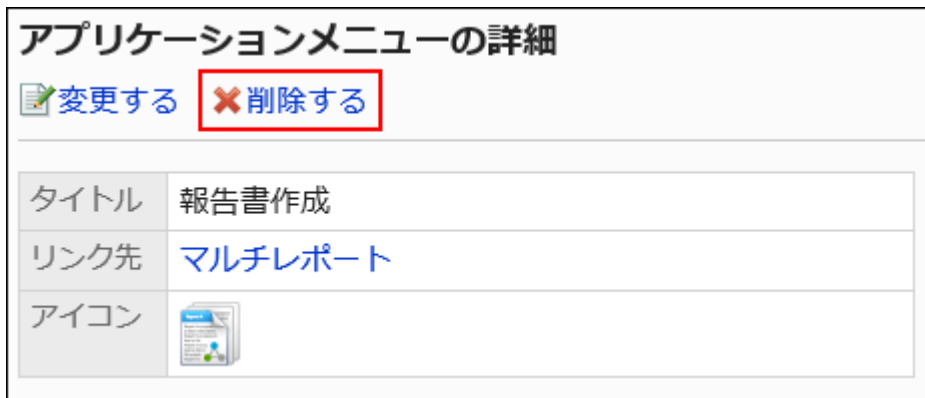 アプリケーションメニューの詳細
変更する 削除する
タイトル 報告書作成
リンク先 マルチレポート
アイコン